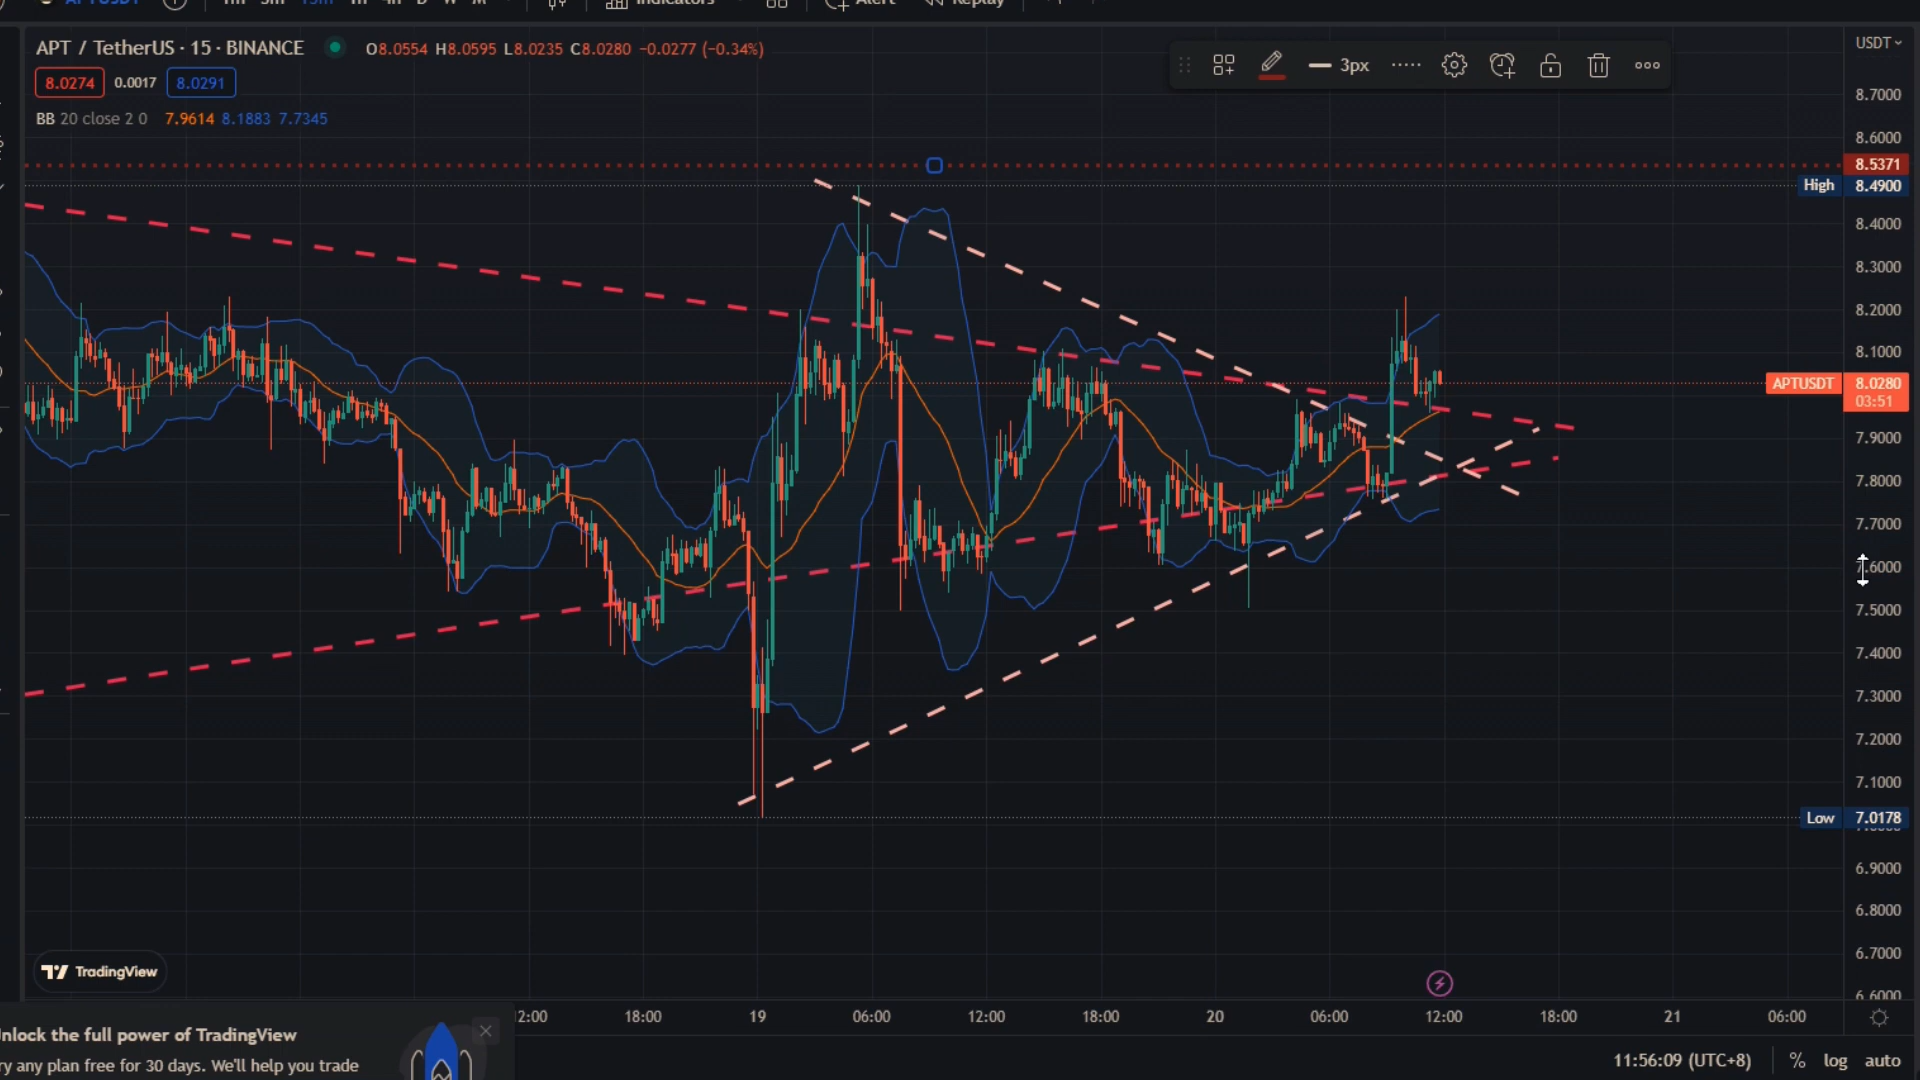 APT / TetherUS · 15 · BINANCE O8.0554 H8.0595 L8.0235 C8.0280 −0.0277 (−0.34%)
8.0274 0.0017 8.0291
BB 20 close 2 0 7.9614 8.1883 7.7345
3px
USDT
8.7000
8.6000
8.5371
High 8.4900
8.4000
8.3000
8.2000
8.1000
APTUSDT 8.0280
03:51
7.9000
7.8000
7.7000
7.6000
7.5000
7.4000
7.3000
7.2000
7.1000
Low 7.0178
6.9000
6.8000
6.7000
6.6000
TradingView
18:00 19 06:00 12:00 18:00 20 06:00 12:00 18:00 21 06:00
nlock the full power of TradingView
ry any plan free for 30 days. We'll help you trade
11:56:09 (UTC+8) % log auto